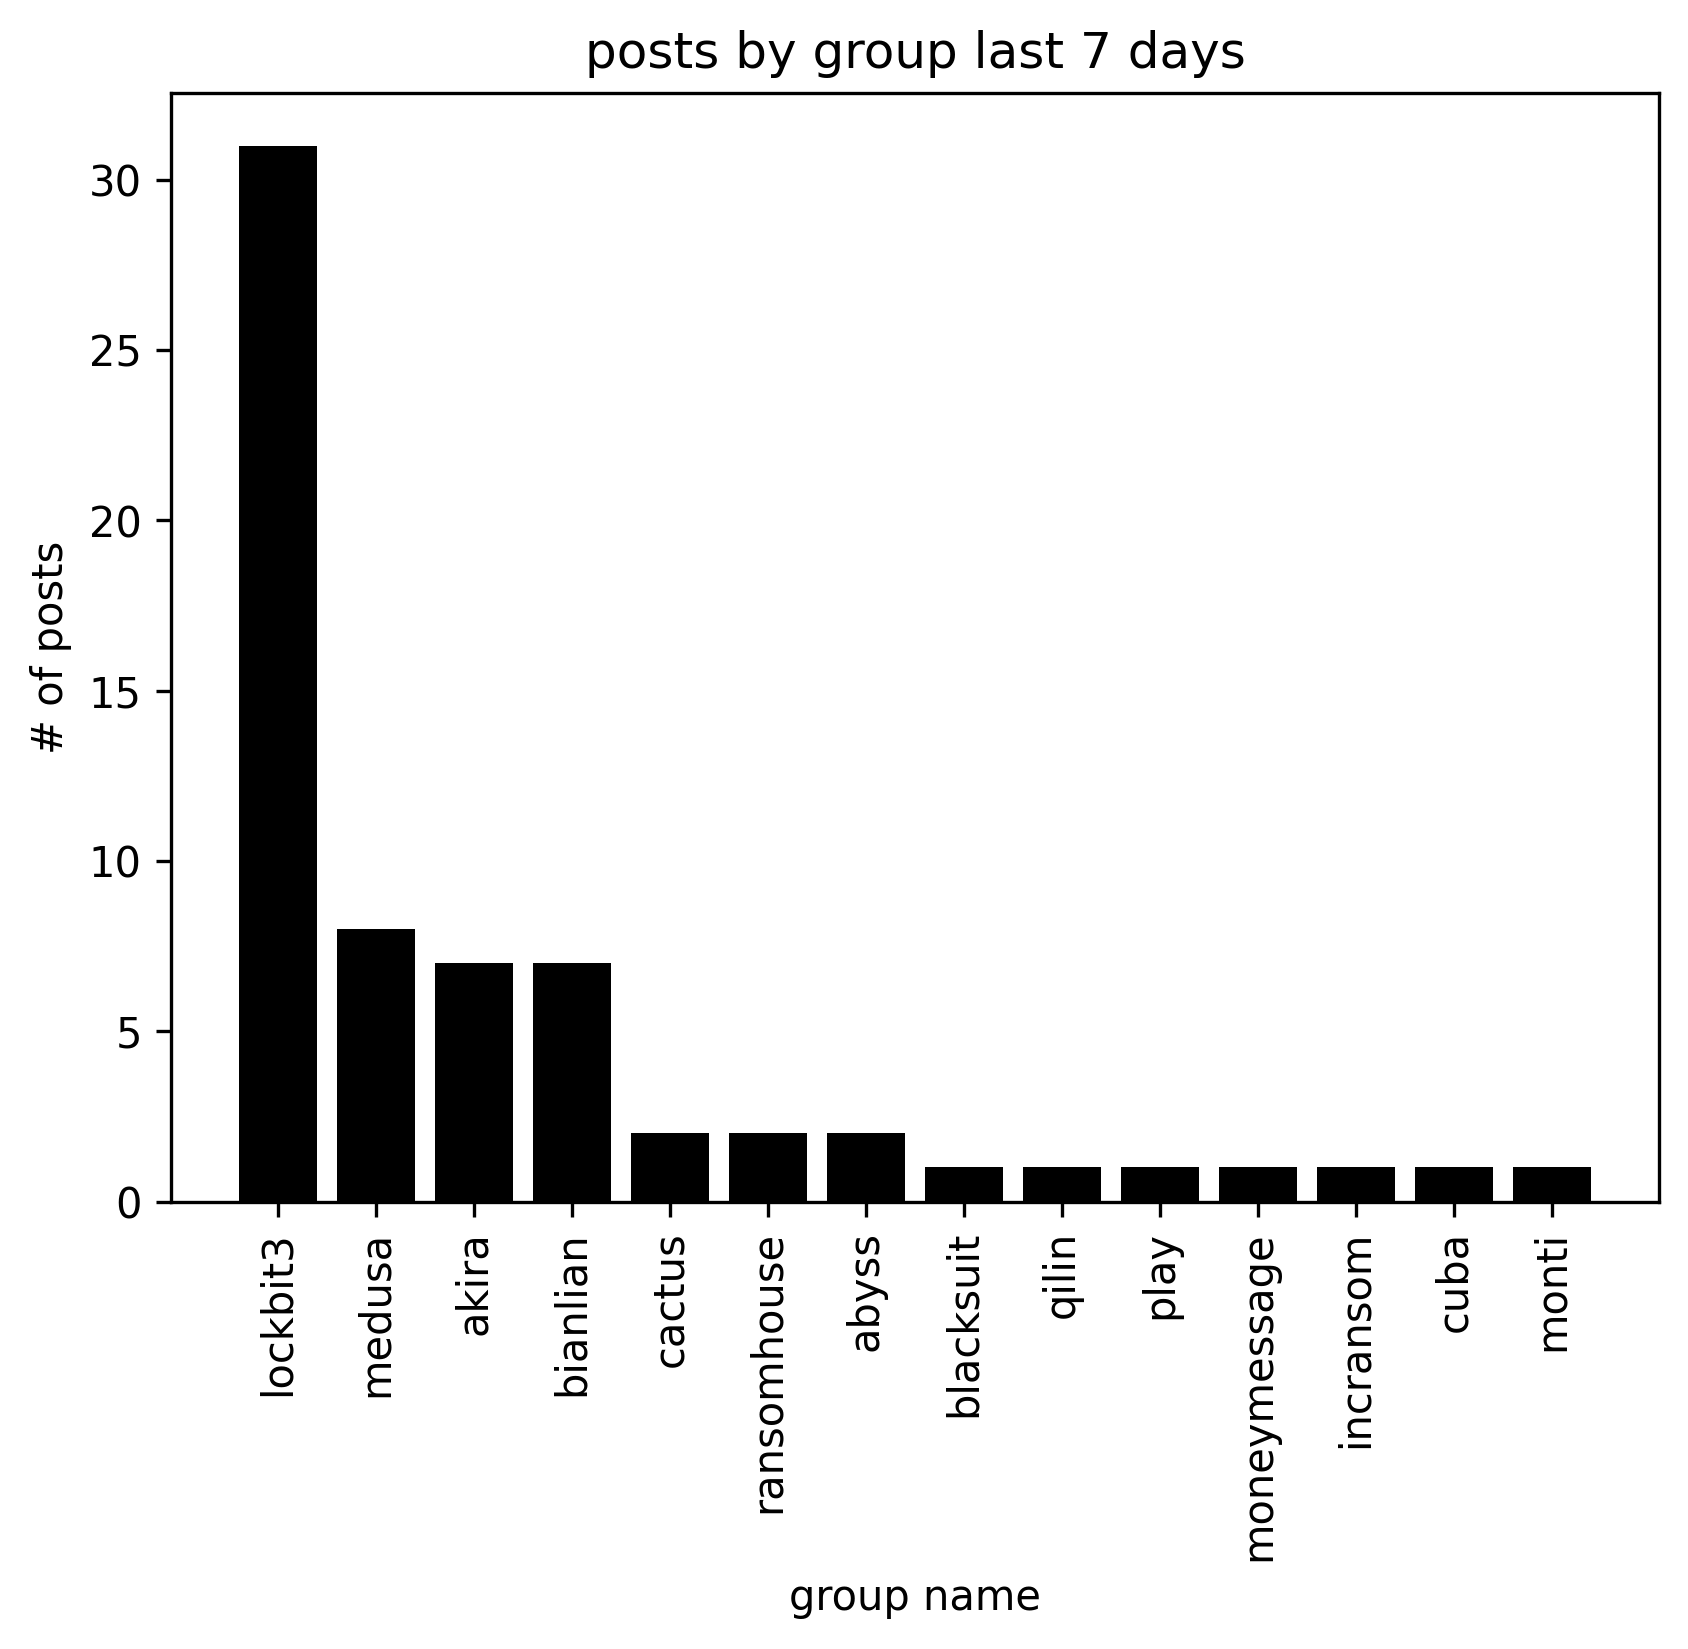 posts by group last 7 days
# of posts
30
25
20
15
10
5
0
lockbit3
medusa
akira
bianlian
cactus
ransomhouse
abyss
blacksuit
qilin
play
moneymessage
incransom
cuba
monti
group name